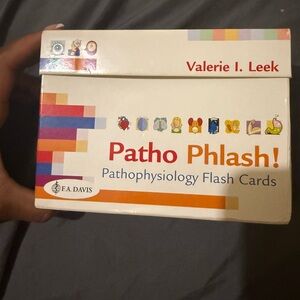 Valerie I. Leek
Patho Phlash!
Pathophysiology Flash Cards
F.A. DAVIS